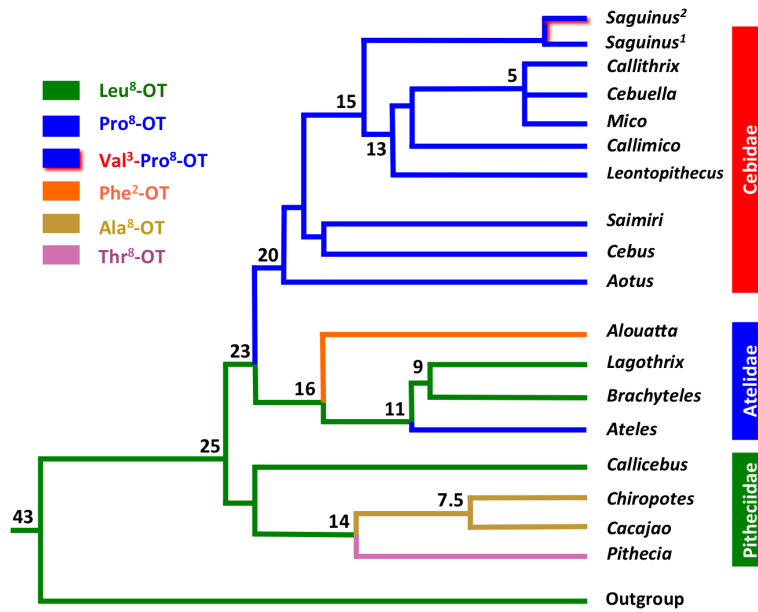 Saguinus²
Saguinus¹
Callithrix
5
Cebuella
Leu⁸-OT
15
Pro⁸-OT
Mico
13
Callimico
Val³-Pro⁸-OT
Leontopithecus
Phe²-OT
Ala⁸-OT
Saimiri
Thr⁸-OT
Cebus
20
Aotus
Cebidae
Alouatta
23
9
Lagothrix
16
Brachyteles
11
Ateles
Atelidae
25
Callicebus
7.5
Chiropotes
43
14
Cacajao
Pithecia
Pitheciidae
Outgroup